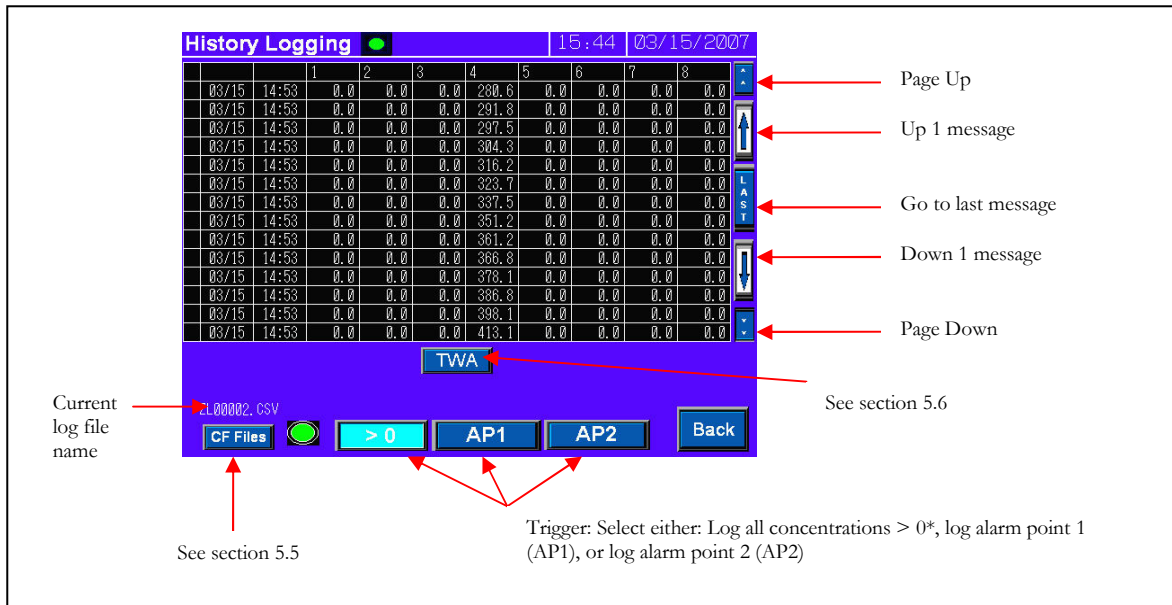 History Logging 15:44 03/15/2007
1 2 3 4 5 6 7 8
03/15 14:53 0.0 0.0 0.0 280.6 0.0 0.0 0.0 0.0
03/15 14:53 0.0 0.0 0.0 291.8 0.0 0.0 0.0 0.0
03/15 14:53 0.0 0.0 0.0 297.5 0.0 0.0 0.0 0.0
03/15 14:53 0.0 0.0 0.0 304.3 0.0 0.0 0.0 0.0
03/15 14:53 0.0 0.0 0.0 316.2 0.0 0.0 0.0 0.0
03/15 14:53 0.0 0.0 0.0 323.7 0.0 0.0 0.0 0.0
03/15 14:53 0.0 0.0 0.0 337.5 0.0 0.0 0.0 0.0
03/15 14:53 0.0 0.0 0.0 351.2 0.0 0.0 0.0 0.0
03/15 14:53 0.0 0.0 0.0 361.2 0.0 0.0 0.0 0.0
03/15 14:53 0.0 0.0 0.0 366.8 0.0 0.0 0.0 0.0
03/15 14:53 0.0 0.0 0.0 378.1 0.0 0.0 0.0 0.0
03/15 14:53 0.0 0.0 0.0 386.8 0.0 0.0 0.0 0.0
03/15 14:53 0.0 0.0 0.0 398.1 0.0 0.0 0.0 0.0
03/15 14:53 0.0 0.0 0.0 413.1 0.0 0.0 0.0 0.0
LAST
Page Up
Up 1 message
Go to last message
Down 1 message
Page Down
TWA
See section 5.6
Current
log file
name
ZL00002.CSV
CF Files > 0 AP1 AP2 Back
Trigger: Select either: Log all concentrations > 0*, log alarm point 1
(AP1), or log alarm point 2 (AP2)
See section 5.5